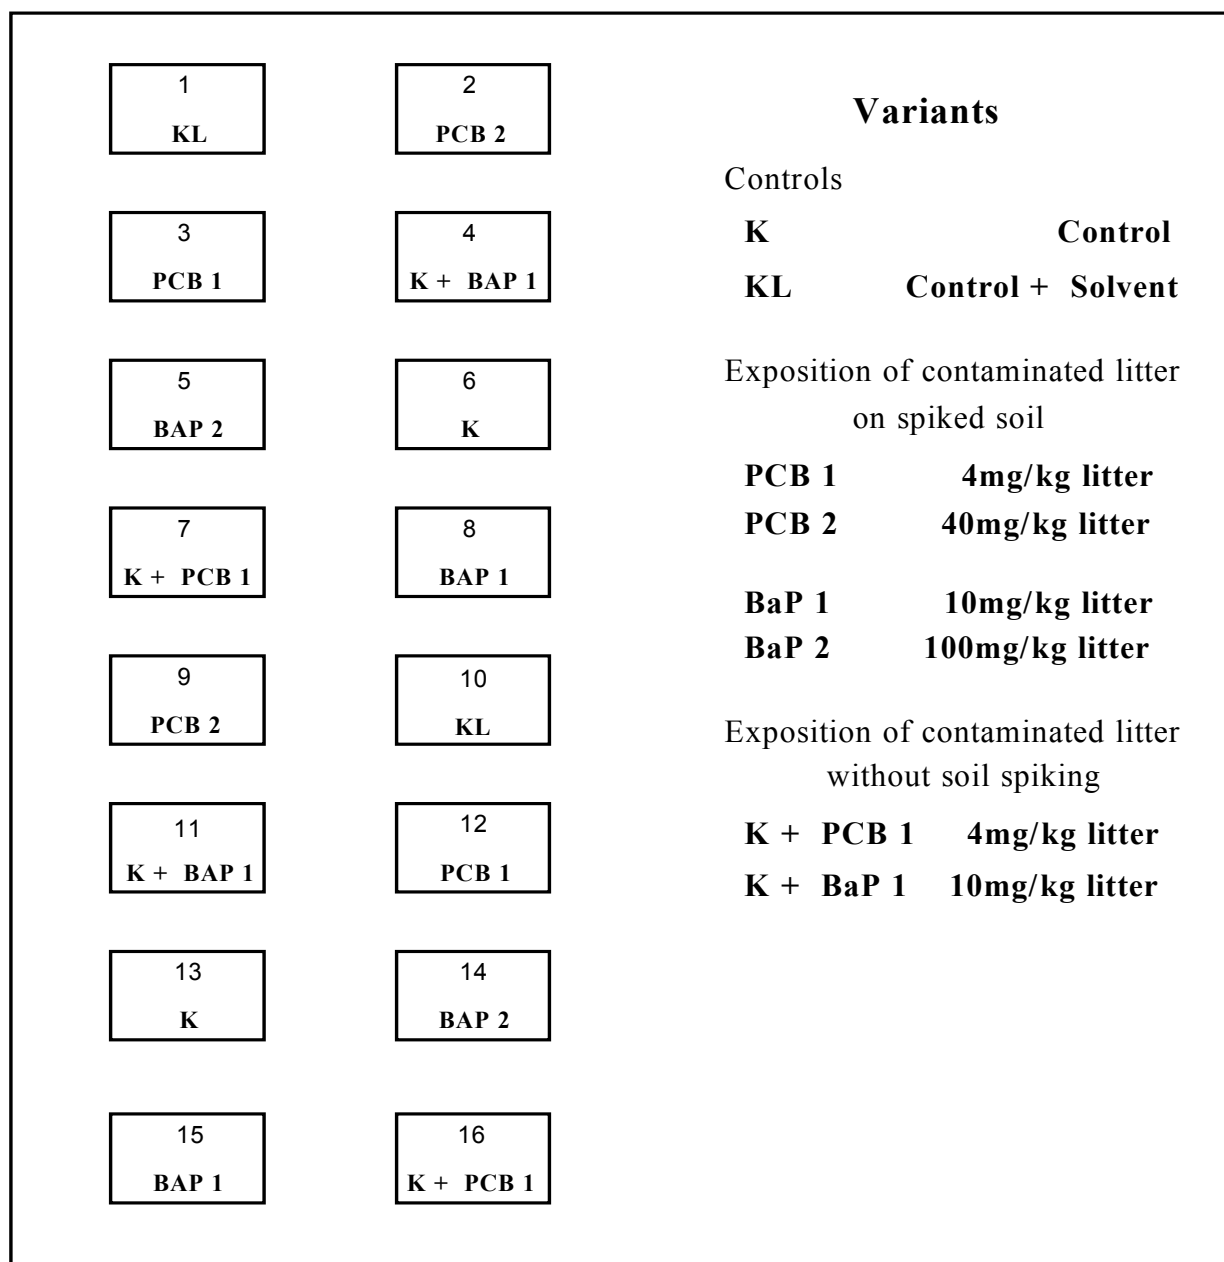 1
KL
2
PCB 2
3
PCB 1
4
K + BAP 1
5
BAP 2
6
K
7
K + PCB 1
8
BAP 1
9
PCB 2
10
KL
11
K + BAP 1
12
PCB 1
13
K
14
BAP 2
15
BAP 1
16
K + PCB 1
Variants
Controls
K Control
KL Control + Solvent
Exposition of contaminated litter
on spiked soil
PCB 1 4mg/kg litter
PCB 2 40mg/kg litter
BaP 1 10mg/kg litter
BaP 2 100mg/kg litter
Exposition of contaminated litter
without soil spiking
K + PCB 1 4mg/kg litter
K + BaP 1 10mg/kg litter